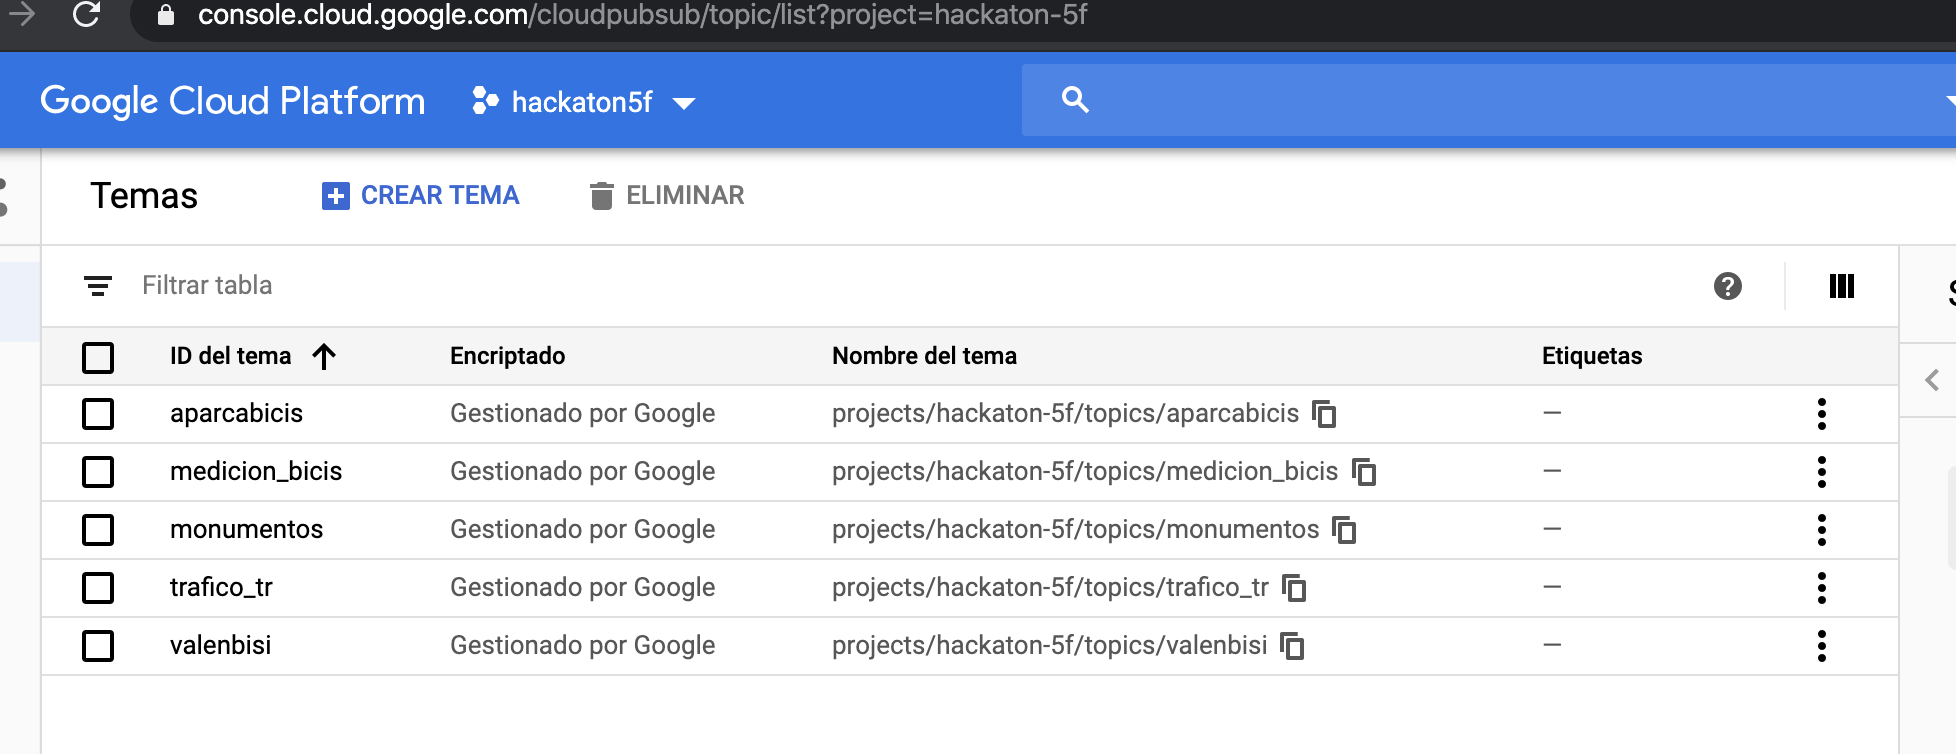 console.cloud.google.com/cloudpubsub/topic/list?project=hackaton-5f
Google Cloud Platform hackaton5f
Temas CREAR TEMA ELIMINAR
Filtrar tabla
ID del tema Encriptado Nombre del tema Etiquetas
aparcabicis Gestionado por Google projects/hackaton-5f/topics/aparcabicis —
medicion_bicis Gestionado por Google projects/hackaton-5f/topics/medicion_bicis —
monumentos Gestionado por Google projects/hackaton-5f/topics/monumentos —
trafico_tr Gestionado por Google projects/hackaton-5f/topics/trafico_tr —
valenbisi Gestionado por Google projects/hackaton-5f/topics/valenbisi —